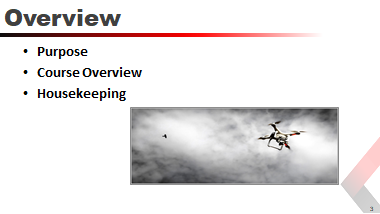 Overview
• Purpose
• Course Overview
• Housekeeping
3